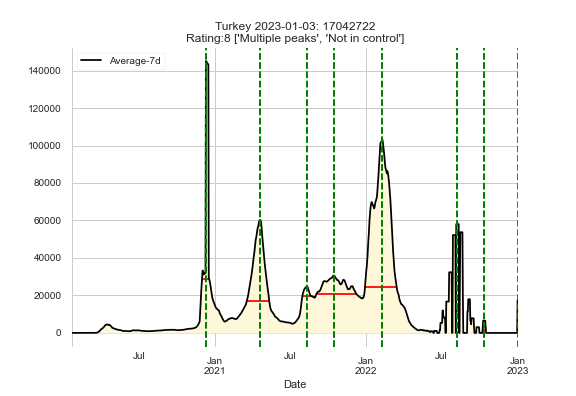 Turkey 2023-01-03: 17042722
Rating:8 ['Multiple peaks', 'Not in control']
Average-7d
140000
120000
100000
80000
60000
40000
20000
0
Jul
Jan
2021
Jul
Jan
2022
Jul
Jan
2023
Date